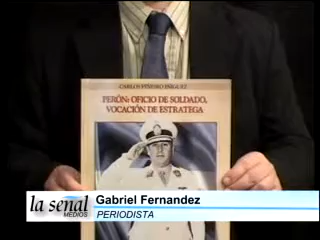 CARLOS PIÑEIRO IÑIGUEZ
PERÓN: OFICIO DE SOLDADO,
VOCACIÓN DE ESTRATEGA
la señal
MEDIOS
Gabriel Fernandez
PERIODISTA